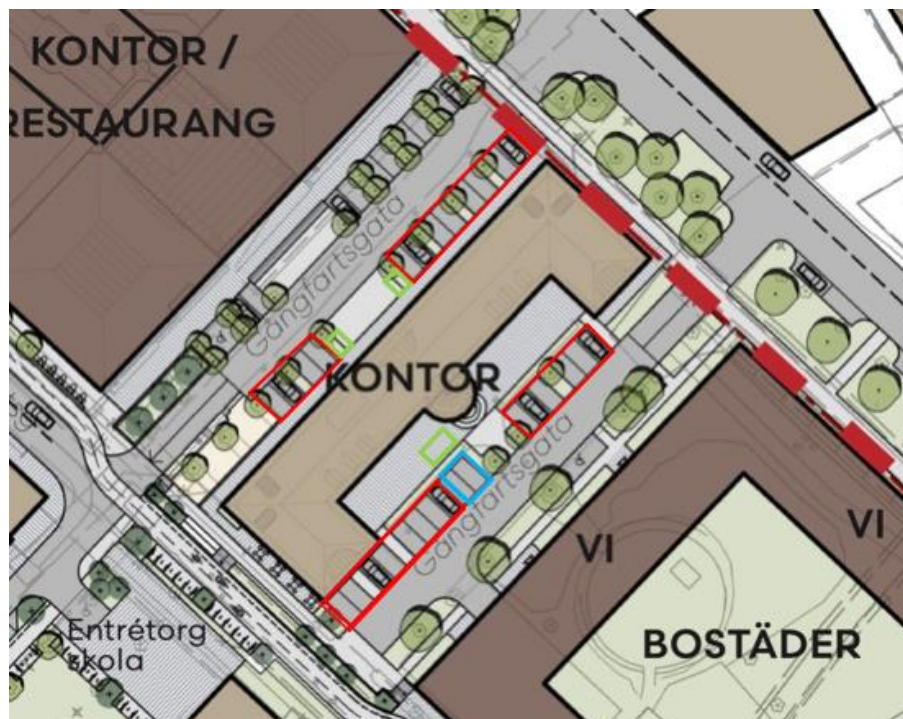 KONTOR /
RESTAURANG
Gångfartsgata
KONTOR
Gångfartsgata
VI
VI
BOSTÄDER
Entrétorg
skola